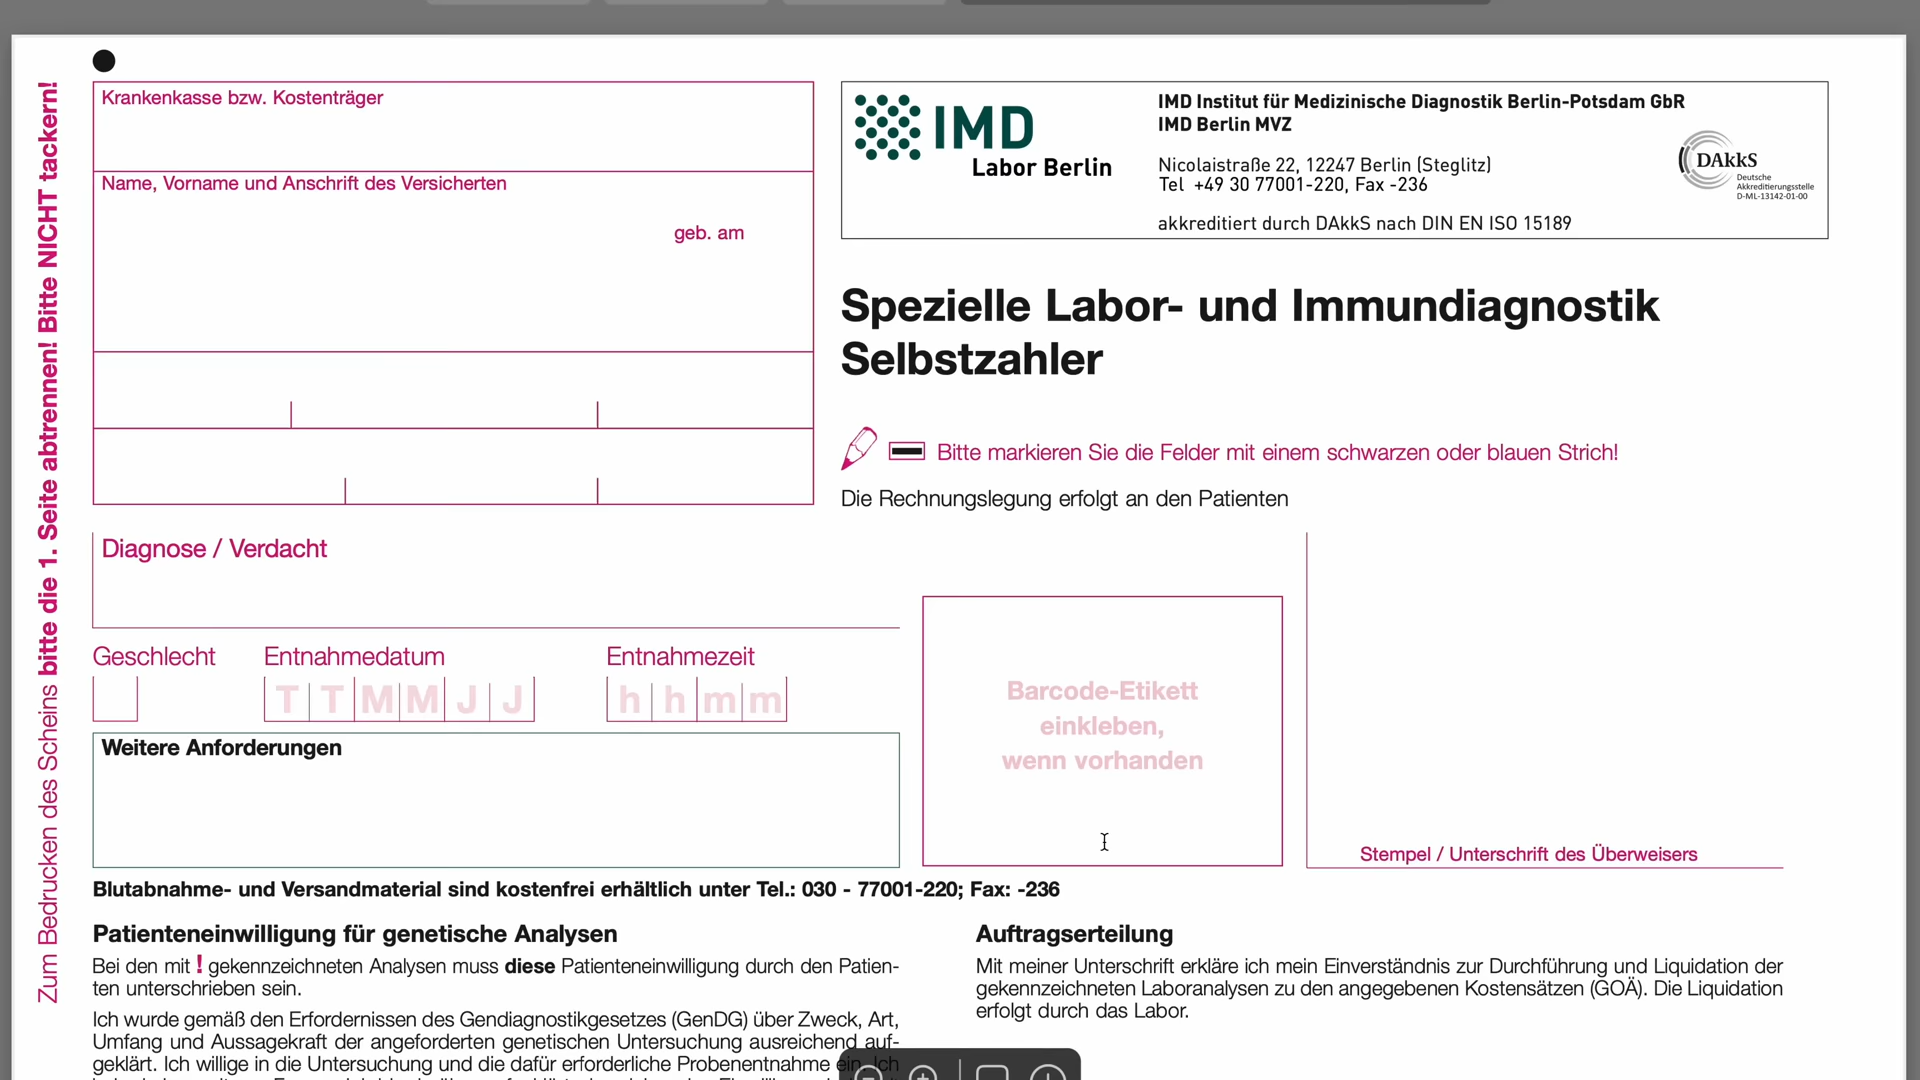 Zum Bedrucken des Scheins bitte die 1. Seite abtrennen! Bitte NICHT tackern!
Krankenkasse bzw. Kostenträger
Name, Vorname und Anschrift des Versicherten
geb. am
IMD
Labor Berlin
IMD Institut für Medizinische Diagnostik Berlin-Potsdam GbR
IMD Berlin MVZ
Nicolaistraße 22, 12247 Berlin (Steglitz)
Tel +49 30 77001-220, Fax -236
akkreditiert durch DAkkS nach DIN EN ISO 15189
DAkkS
Deutsche
Akkreditierungsstelle
D-ML-13142-01-00
Spezielle Labor- und Immundiagnostik
Selbstzahler
Bitte markieren Sie die Felder mit einem schwarzen oder blauen Strich!
Die Rechnungslegung erfolgt an den Patienten
Diagnose / Verdacht
Geschlecht Entnahmedatum Entnahmezeit
T T M M J J h h m m
Weitere Anforderungen
Barcode-Etikett
einkleben,
wenn vorhanden
Stempel / Unterschrift des Überweisers
Blutabnahme- und Versandmaterial sind kostenfrei erhältlich unter Tel.: 030 - 77001-220; Fax: -236
Patienteneinwilligung für genetische Analysen
Bei den mit ! gekennzeichneten Analysen muss diese Patienteneinwilligung durch den Patien-
ten unterschrieben sein.
Ich wurde gemäß den Erfordernissen des Gendiagnostikgesetzes (GenDG) über Zweck, Art,
Umfang und Aussagekraft der angeforderten genetischen Untersuchung ausreichend auf-
geklärt. Ich willige in die Untersuchung und die dafür erforderliche Probenentnahme ein. Ich
Auftragserteilung
Mit meiner Unterschrift erkläre ich mein Einverständnis zur Durchführung und Liquidation der
gekennzeichneten Laboranalysen zu den angegebenen Kostensätzen (GOÄ). Die Liquidation
erfolgt durch das Labor.